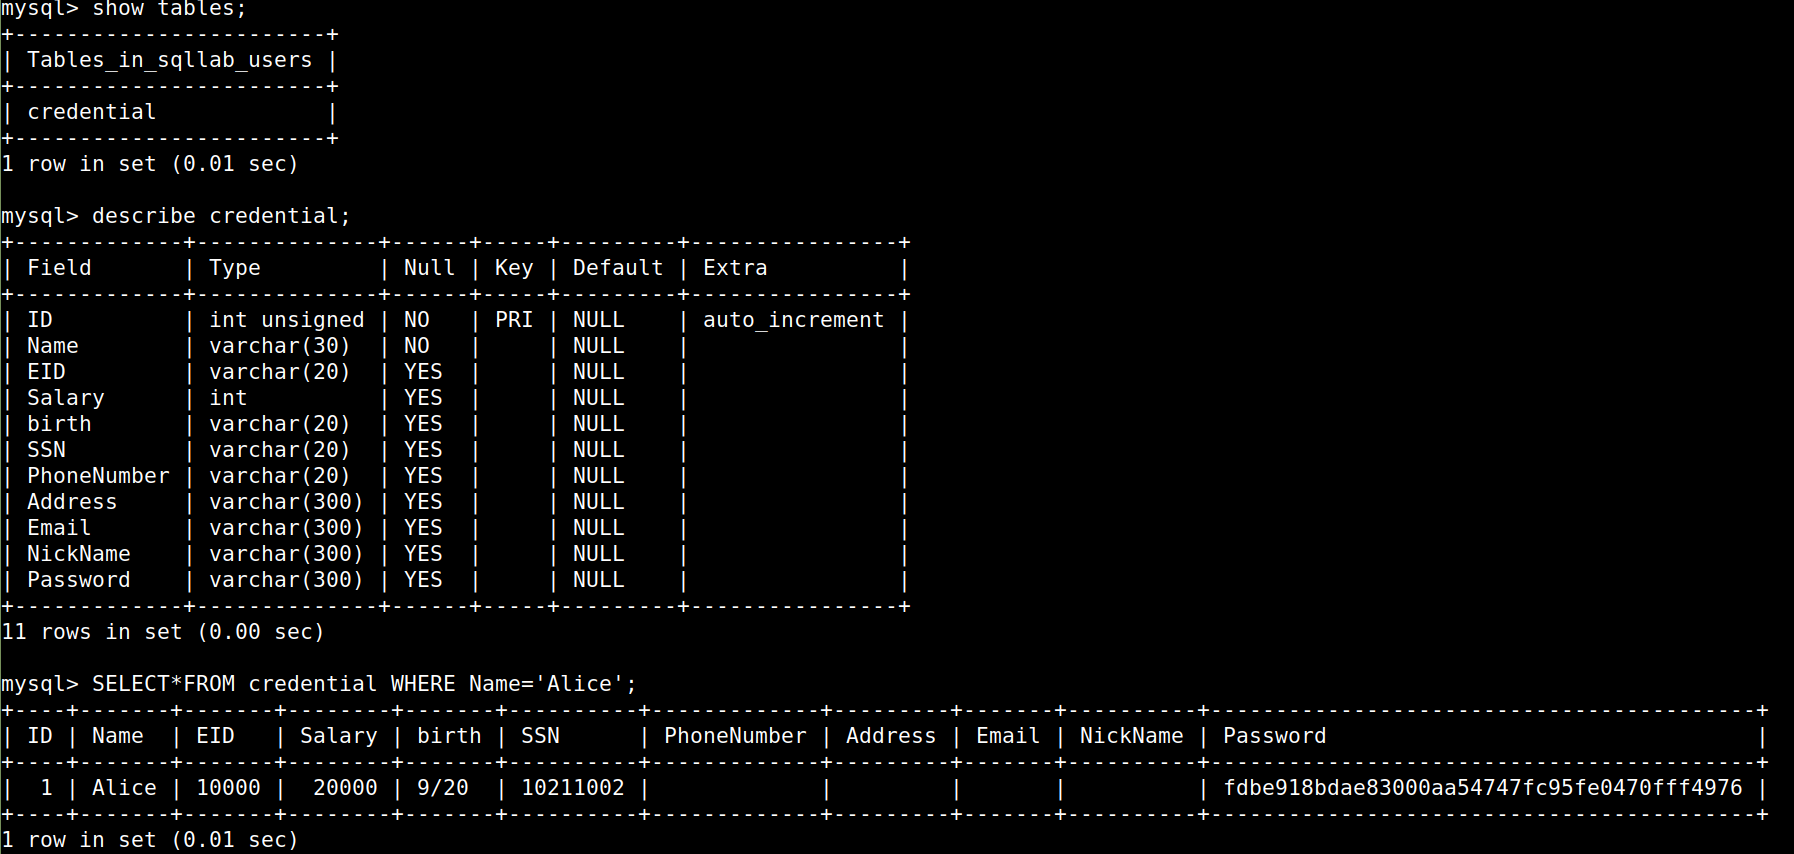 mysql> show tables;
+------------------------+
| Tables_in_sqllab_users |
+------------------------+
| credential             |
+------------------------+
1 row in set (0.01 sec)

mysql> describe credential;
+-------------+--------------+------+-----+---------+----------------+
| Field       | Type         | Null | Key | Default | Extra          |
+-------------+--------------+------+-----+---------+----------------+
| ID          | int unsigned | NO   | PRI | NULL    | auto_increment |
| Name        | varchar(30)  | NO   |     | NULL    |                |
| EID         | varchar(20)  | YES  |     | NULL    |                |
| Salary      | int          | YES  |     | NULL    |                |
| birth       | varchar(20)  | YES  |     | NULL    |                |
| SSN         | varchar(20)  | YES  |     | NULL    |                |
| PhoneNumber | varchar(20)  | YES  |     | NULL    |                |
| Address     | varchar(300) | YES  |     | NULL    |                |
| Email       | varchar(300) | YES  |     | NULL    |                |
| NickName    | varchar(300) | YES  |     | NULL    |                |
| Password    | varchar(300) | YES  |     | NULL    |                |
+-------------+--------------+------+-----+---------+----------------+
11 rows in set (0.00 sec)

mysql> SELECT*FROM credential WHERE Name='Alice';
+----+-------+-------+--------+-------+----------+-------------+---------+-------+----------+------------------------------------------+
| ID | Name  | EID   | Salary | birth | SSN      | PhoneNumber | Address | Email | NickName | Password                                 |
+----+-------+-------+--------+-------+----------+-------------+---------+-------+----------+------------------------------------------+
|  1 | Alice | 10000 |  20000 | 9/20  | 10211002 |             |         |       |          | fdbe918bdae83000aa54747fc95fe0470fff4976 |
+----+-------+-------+--------+-------+----------+-------------+---------+-------+----------+------------------------------------------+
1 row in set (0.01 sec)